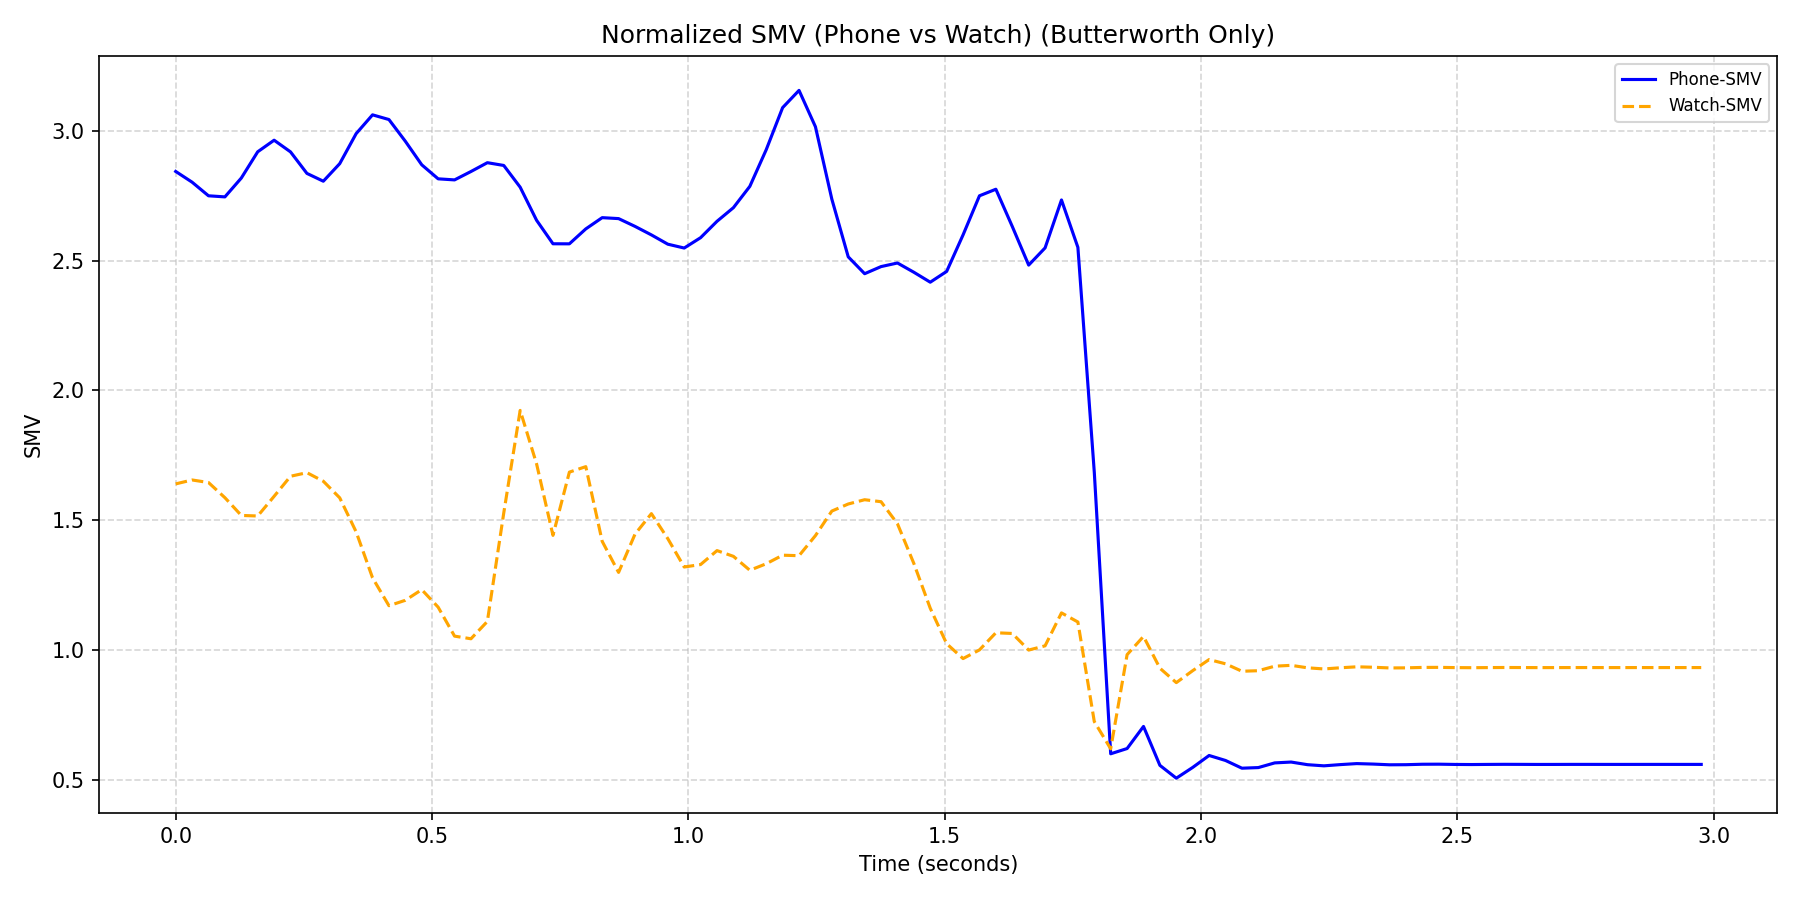 Normalized SMV (Phone vs Watch) (Butterworth Only)
Phone-SMV
Watch-SMV
3.0
2.5
2.0
1.5
1.0
0.5
SMV
0.0 0.5 1.0 1.5 2.0 2.5 3.0
Time (seconds)